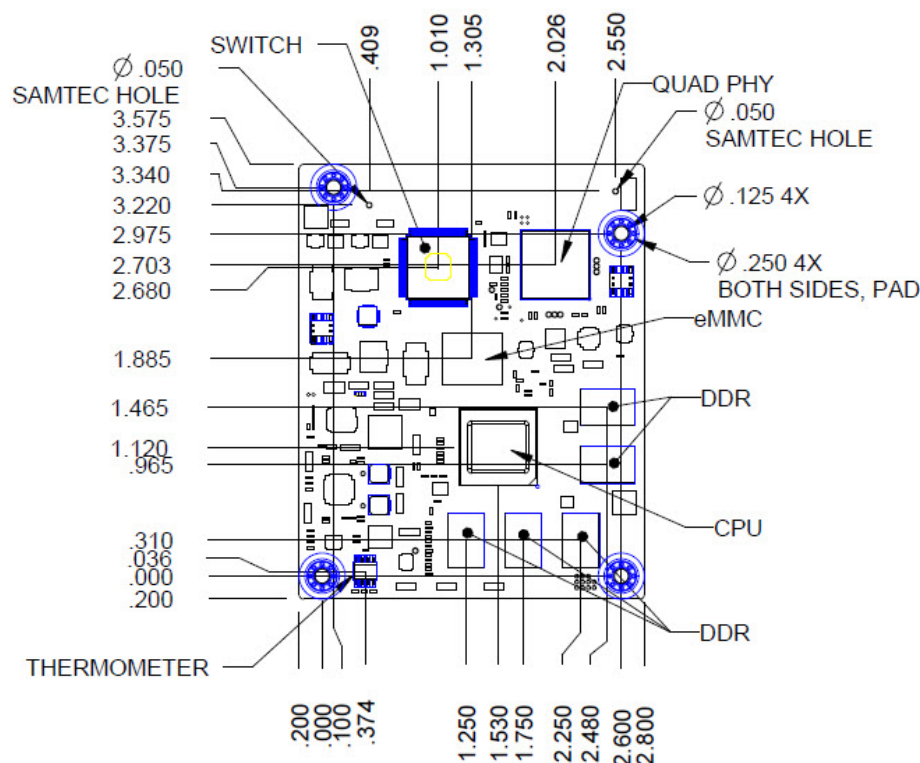 .409
1.010
1.305
2.026
2.550
SWITCH
Ø .050
SAMTEC HOLE
QUAD PHY
Ø .050
SAMTEC HOLE
3.575
3.375
3.340
3.220
2.975
2.703
2.680
1.885
1.465
1.120
.965
.310
.036
.000
.200
Ø .125 4X
Ø .250 4X
BOTH SIDES, PAD
eMMC
DDR
CPU
DDR
THERMOMETER
.200
.000
.100
.374
1.250
1.530
1.750
2.250
2.480
2.600
2.800